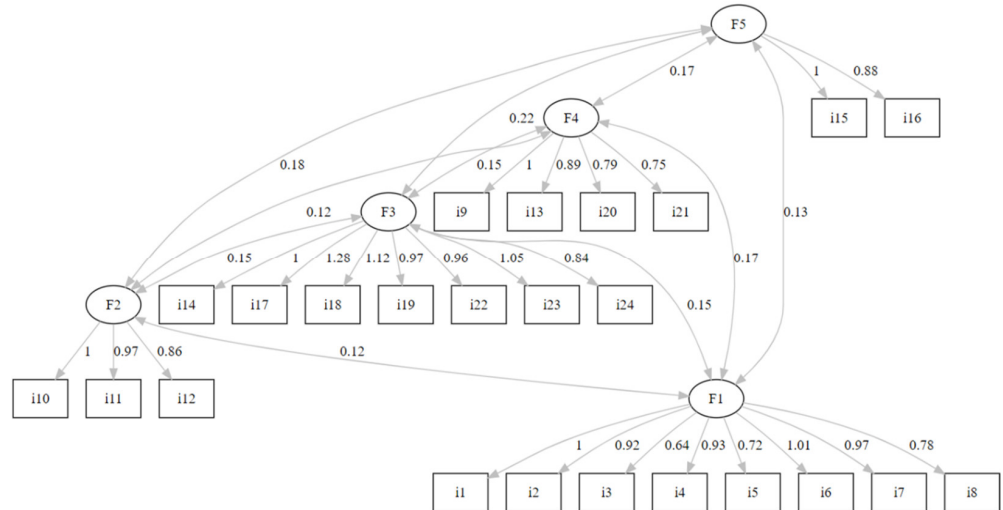 F5
0.17 1 0.88
i15 i16
0.22 F4
0.18 0.15 1 0.89 0.79 0.75
0.12 F3 i9 i13 i20 i21 0.13
0.15 1 1.28 1.12 0.97 0.96 1.05 0.84 0.17
F2 i14 i17 i18 i19 i22 i23 i24 0.15
1 0.97 0.86 0.12
i10 i11 i12 F1
1 0.92 0.64 0.93 0.72 1.01 0.97 0.78
i1 i2 i3 i4 i5 i6 i7 i8